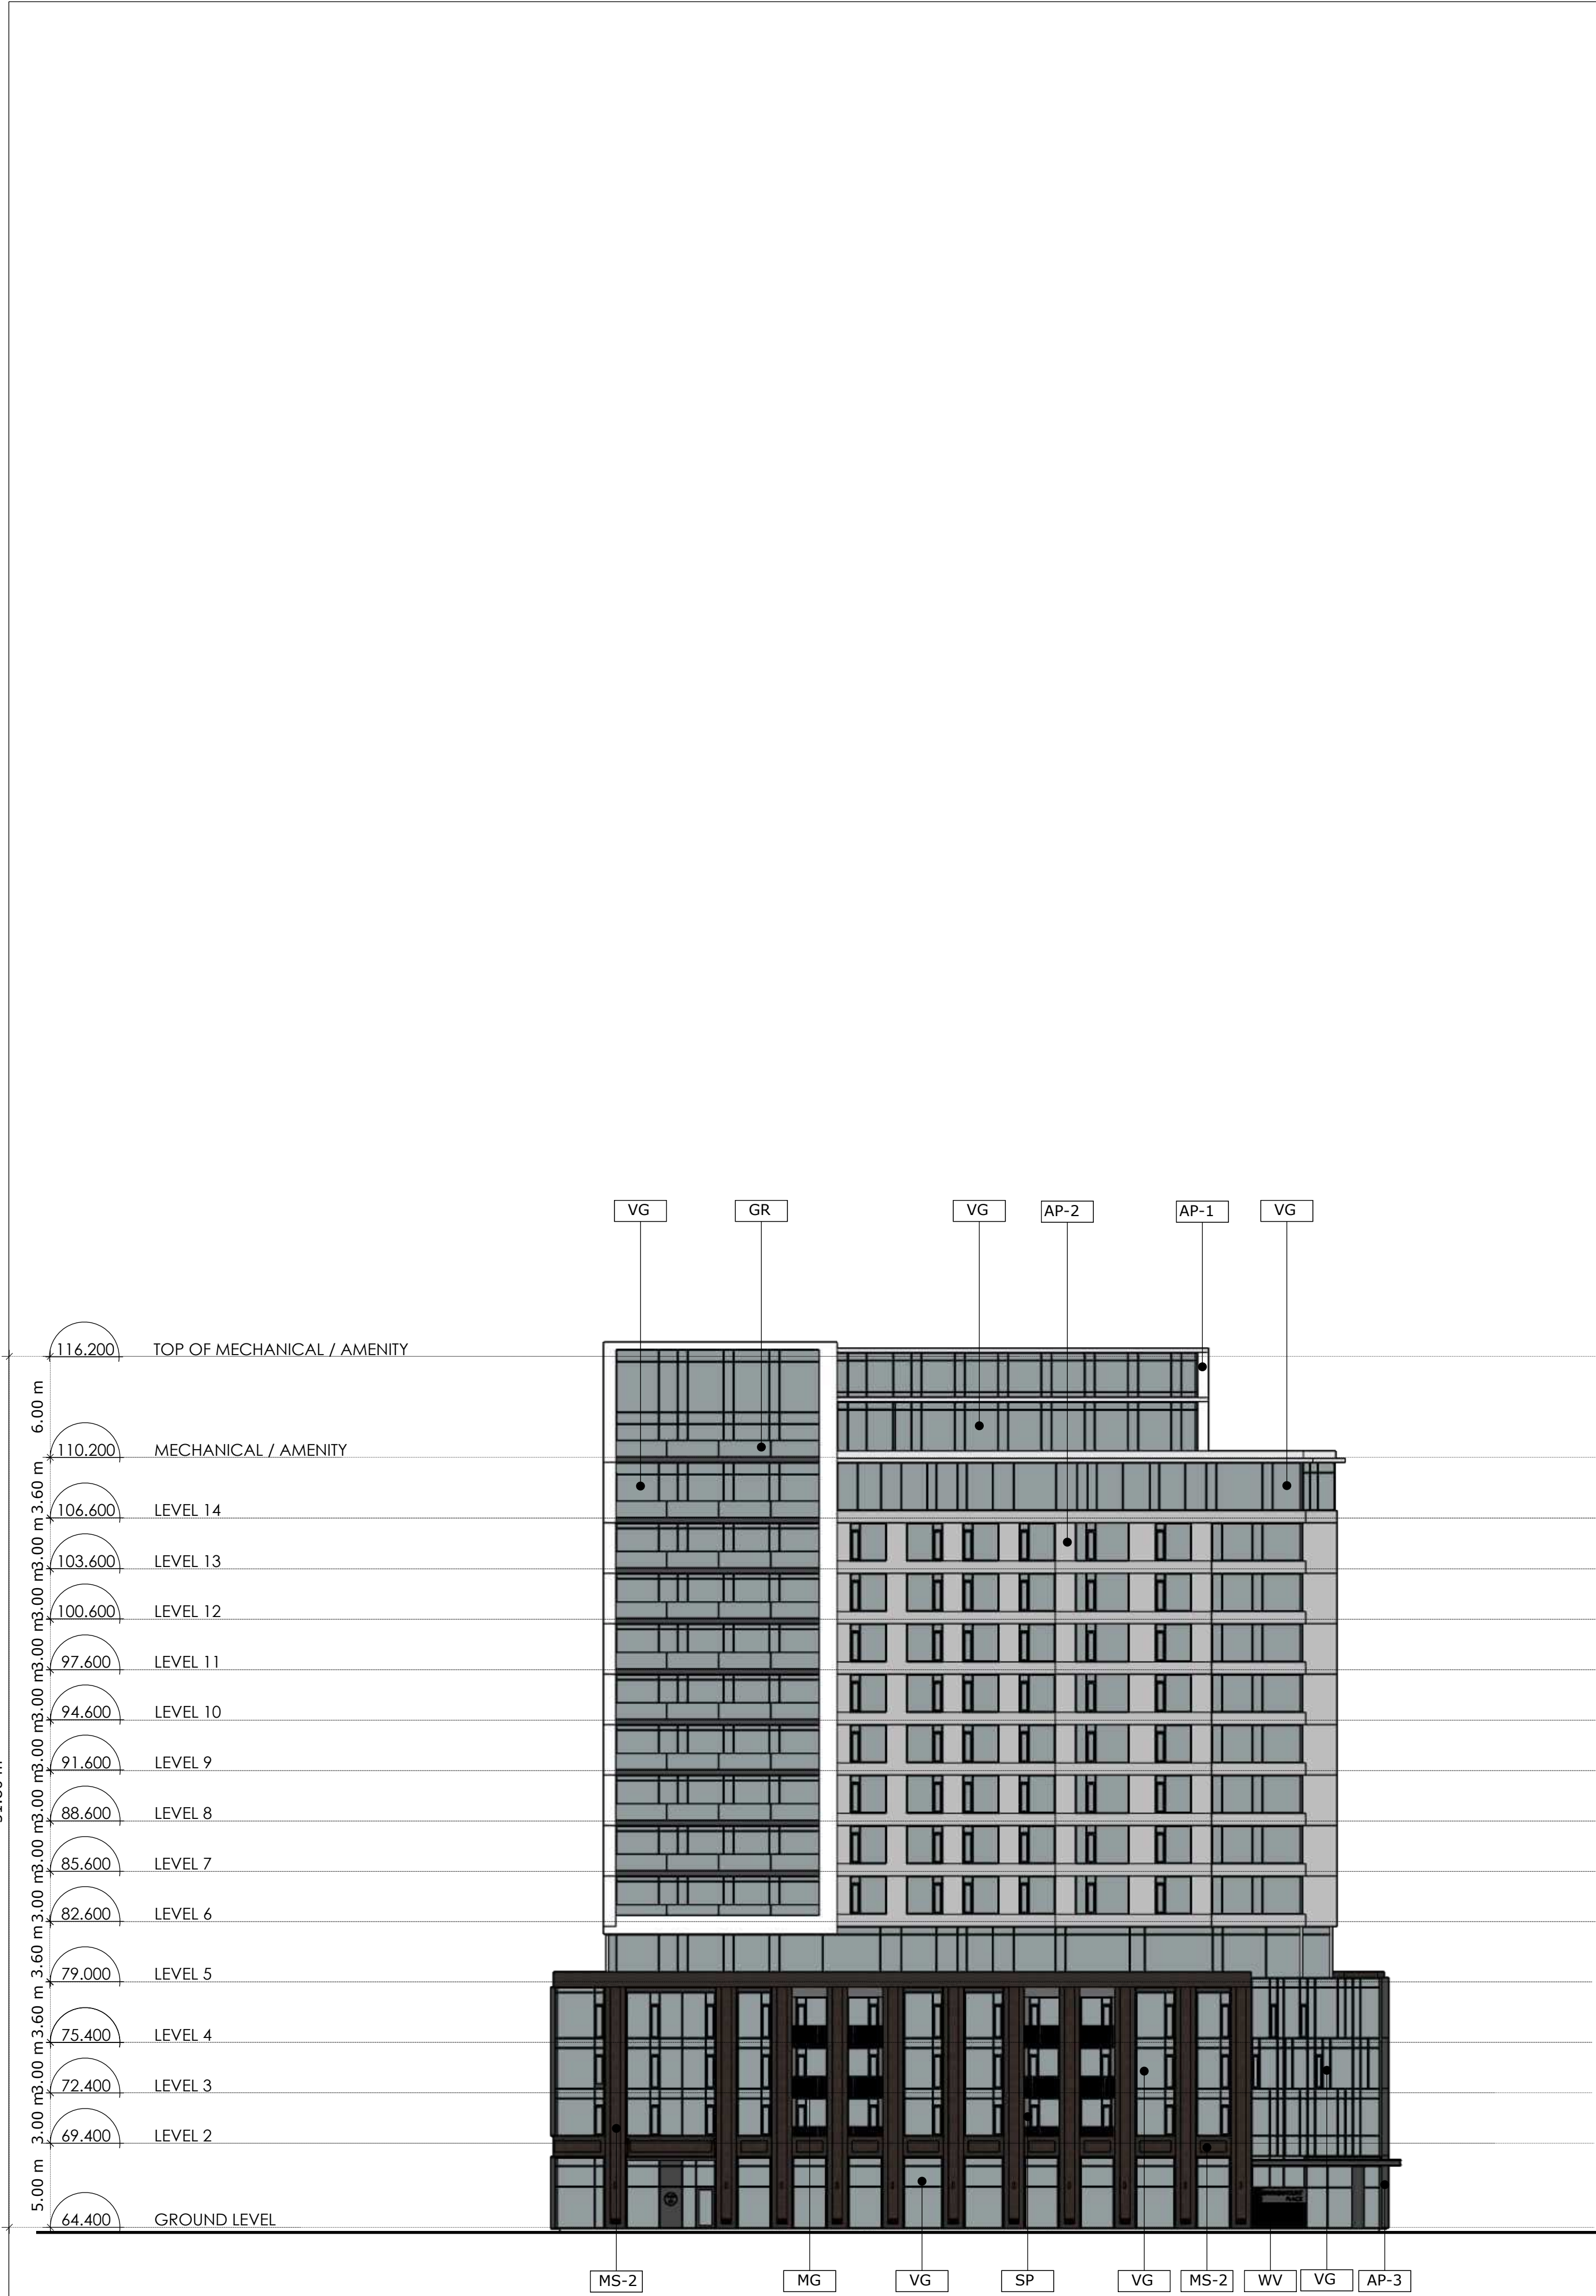 VG GR VG AP-2 AP-1 VG
116.200 TOP OF MECHANICAL / AMENITY
6.00 m
110.200 MECHANICAL / AMENITY
3.60 m
106.600 LEVEL 14
3.00 m
103.600 LEVEL 13
3.00 m
100.600 LEVEL 12
3.00 m
97.600 LEVEL 11
3.00 m
94.600 LEVEL 10
3.00 m
91.600 LEVEL 9
3.00 m
88.600 LEVEL 8
3.00 m
85.600 LEVEL 7
3.00 m
82.600 LEVEL 6
3.60 m
79.000 LEVEL 5
3.60 m
75.400 LEVEL 4
3.00 m
72.400 LEVEL 3
3.00 m
69.400 LEVEL 2
5.00 m
PLACE
64.400 GROUND LEVEL
MS-2 MG VG SP VG MS-2 WV VG AP-3